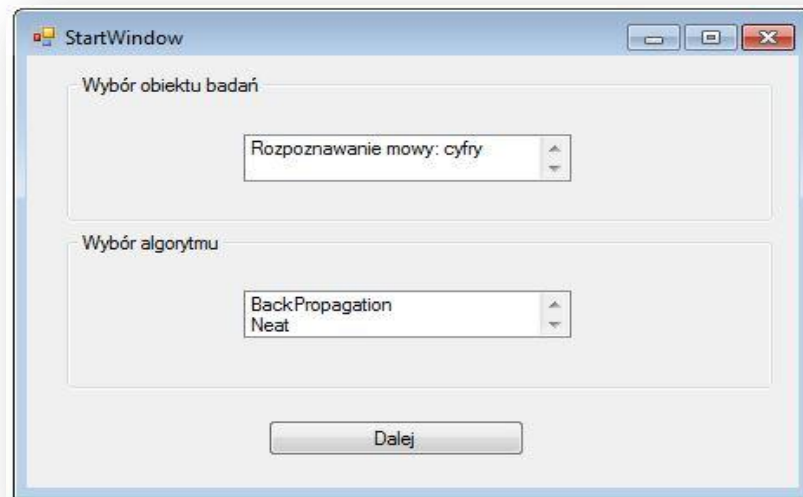 StartWindow
Wybór obiektu badań
Rozpoznawanie mowy: cyfry
Wybór algorytmu
BackPropagation
Neat
Dalej